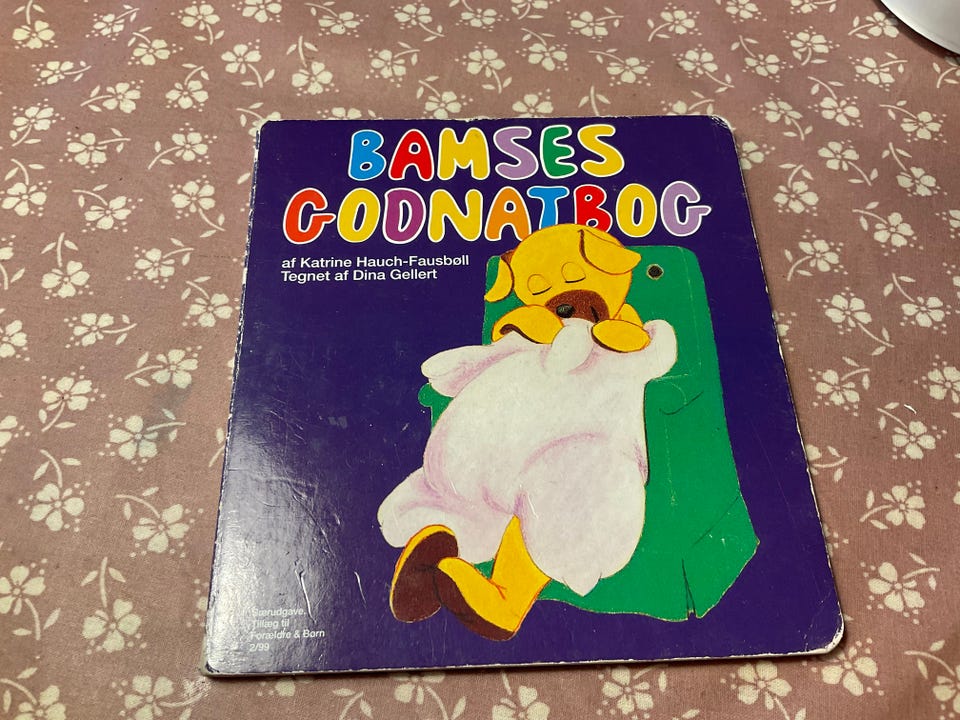 BAMSES
GODNATBOG
af Katrine Hauch-Fausbøll
Tegnet af Dina Gellert
Særudgave.
Tillæg til
Forældre & Børn
2/99